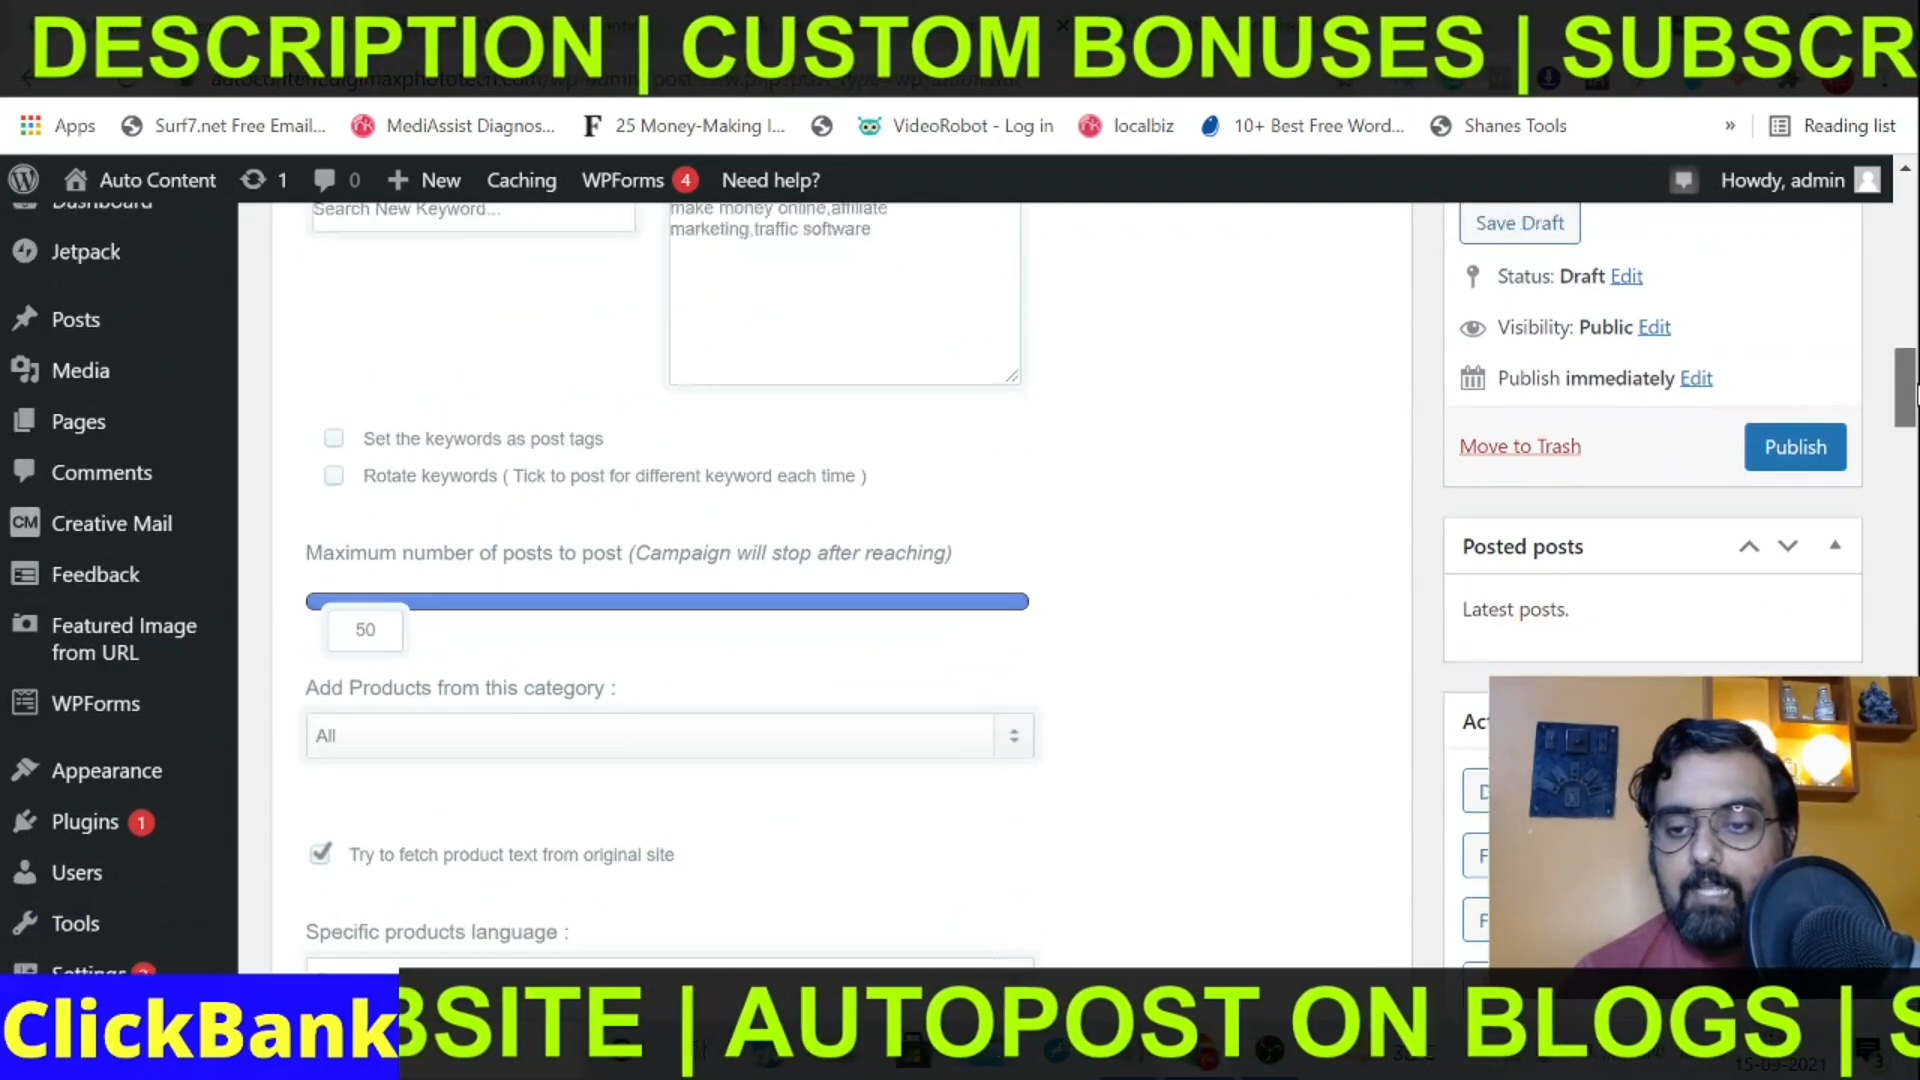 DESCRIPTION | CUSTOM BONUSES | SUBSCR
Apps
Surf7.net Free Email...
MediAssist Diagnos...
25 Money-Making I...
VideoRobot - Log in
localbiz
10+ Best Free Word...
Shanes Tools
»
Reading list
Auto Content
1
0
New
Caching
WPForms 4
Need help?
Howdy, admin
Dashboard
Jetpack
Posts
Media
Pages
Comments
CM Creative Mail
Feedback
Featured Image
from URL
WPForms
Appearance
Plugins 1
Users
Tools
Settings
Search New Keyword...
make money online,affiliate
marketing,traffic software
Set the keywords as post tags
Rotate keywords ( Tick to post for different keyword each time )
Maximum number of posts to post (Campaign will stop after reaching)
50
Add Products from this category :
All
Try to fetch product text from original site
Specific products language :
Save Draft
Status: Draft Edit
Visibility: Public Edit
Publish immediately Edit
Move to Trash
Publish
Posted posts
Latest posts.
ClickBank
BSITE | AUTOPOST ON BLOGS | S
15-09-2021
3